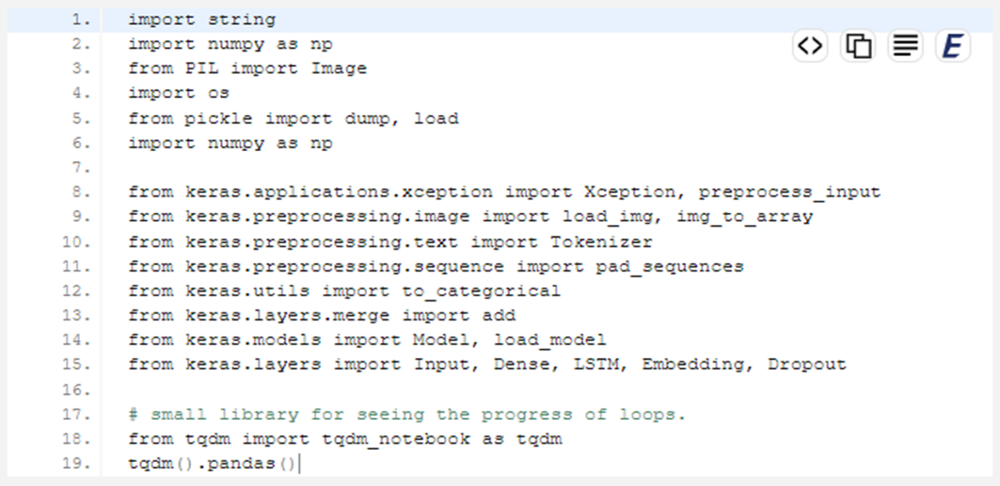 1. import string
2. import numpy as np
3. from PIL import Image
4. import os
5. from pickle import dump, load
6. import numpy as np
7.
8. from keras.applications.xception import Xception, preprocess_input
9. from keras.preprocessing.image import load_img, img_to_array
10. from keras.preprocessing.text import Tokenizer
11. from keras.preprocessing.sequence import pad_sequences
12. from keras.utils import to_categorical
13. from keras.layers.merge import add
14. from keras.models import Model, load_model
15. from keras.layers import Input, Dense, LSTM, Embedding, Dropout
16.
17. # small library for seeing the progress of loops.
18. from tqdm import tqdm_notebook as tqdm
19. tqdm().pandas()
E